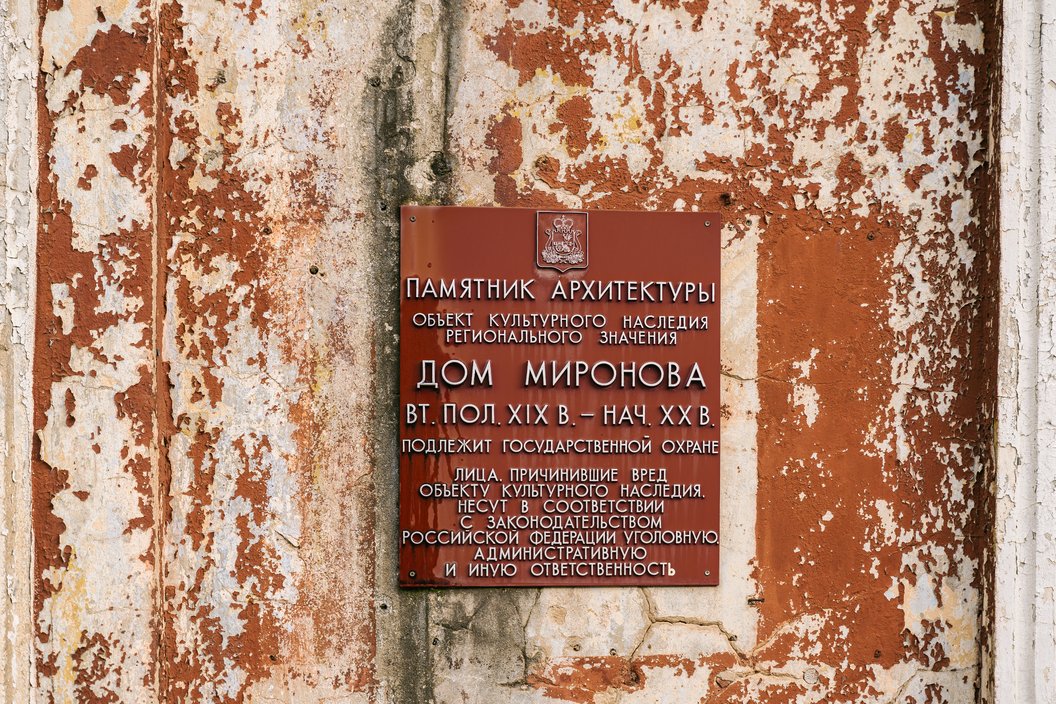 ПАМЯТНИК АРХИТЕКТУРЫ
ОБЪЕКТ КУЛЬТУРНОГО НАСЛЕДИЯ
РЕГИОНАЛЬНОГО ЗНАЧЕНИЯ
ДОМ МИРОНОВА
ВТ. ПОЛ. XIX В. – НАЧ. XX В.
ПОДЛЕЖИТ ГОСУДАРСТВЕННОЙ ОХРАНЕ
ЛИЦА, ПРИЧИНИВШИЕ ВРЕД
ОБЪЕКТУ КУЛЬТУРНОГО НАСЛЕДИЯ,
НЕСУТ В СООТВЕТСТВИИ
С ЗАКОНОДАТЕЛЬСТВОМ
РОССИЙСКОЙ ФЕДЕРАЦИИ УГОЛОВНУЮ,
АДМИНИСТРАТИВНУЮ
И ИНУЮ ОТВЕТСТВЕННОСТЬ